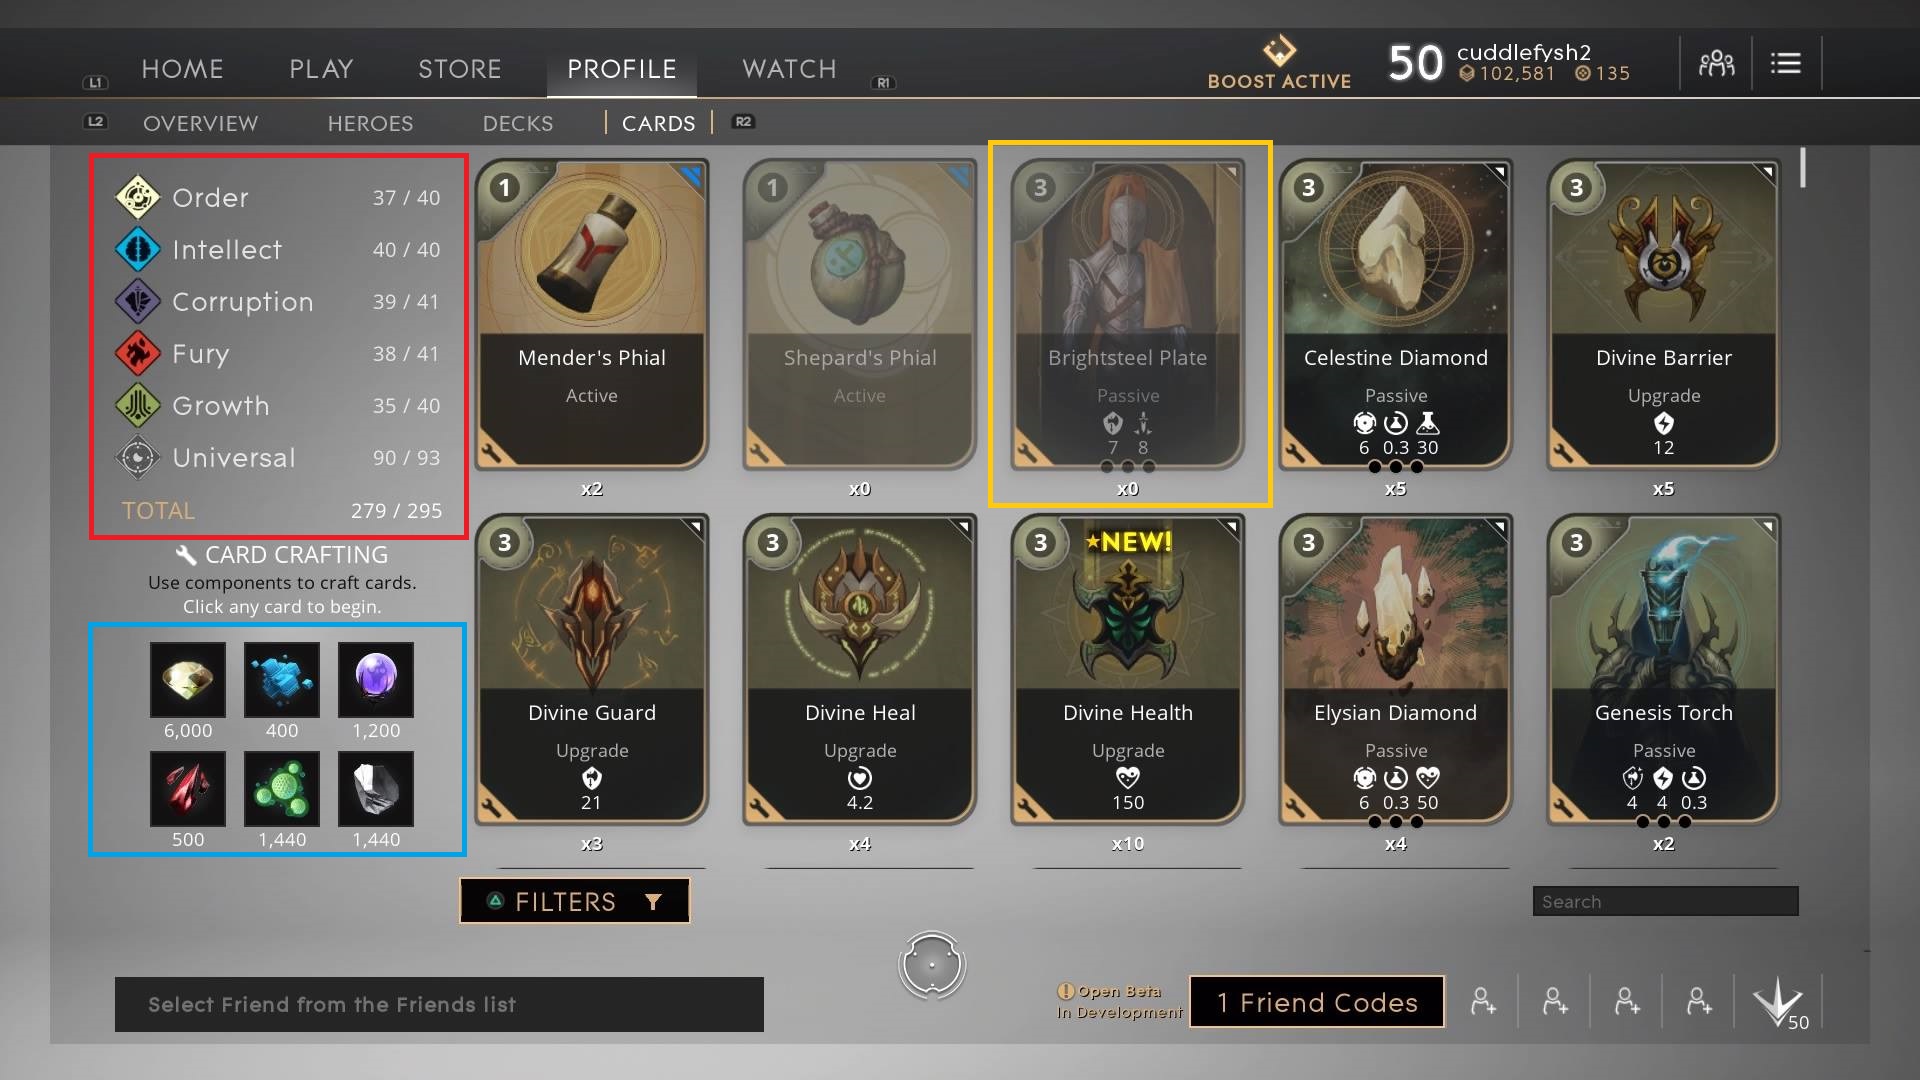 L1
HOME
PLAY
STORE
PROFILE
WATCH
R1
BOOST ACTIVE
50
cuddlefysh2
102,581
135
L2
OVERVIEW
HEROES
DECKS
CARDS
R2
Order 37 / 40
Intellect 40 / 40
Corruption 39 / 41
Fury 38 / 41
Growth 35 / 40
Universal 90 / 93
TOTAL 279 / 295
CARD CRAFTING
Use components to craft cards.
Click any card to begin.
6,000 400 1,200
500 1,440 1,440
1
Mender's Phial
Active
x2
1
Shepard's Phial
Active
x0
3
Brightsteel Plate
Passive
7 8
x0
3
Celestine Diamond
Passive
6 0.3 30
x5
3
Divine Barrier
Upgrade
12
x5
3
Divine Guard
Upgrade
21
x3
3
Divine Heal
Upgrade
4.2
x4
3
NEW!
Divine Health
Upgrade
150
x10
3
Elysian Diamond
Passive
6 0.3 50
x4
3
Genesis Torch
Passive
4 4 0.3
x2
FILTERS
Search
Select Friend from the Friends list
Open Beta
In Development
1 Friend Codes
50